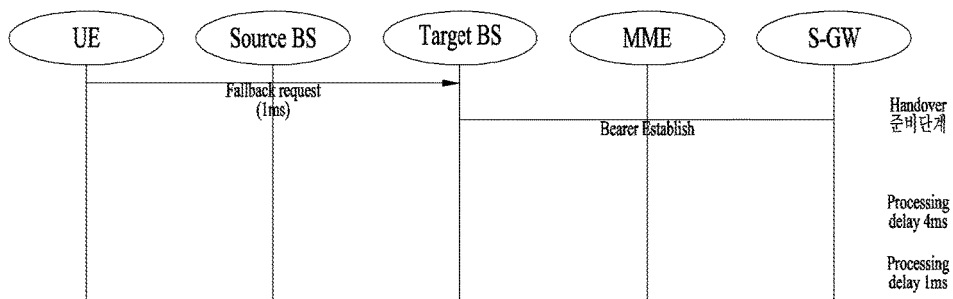 UE
Source BS
Target BS
MME
S-GW
Fallback request
(1ms)
Bearer Establish
Handover
준비단계
Processing
delay 4ms
Processing
delay 1ms